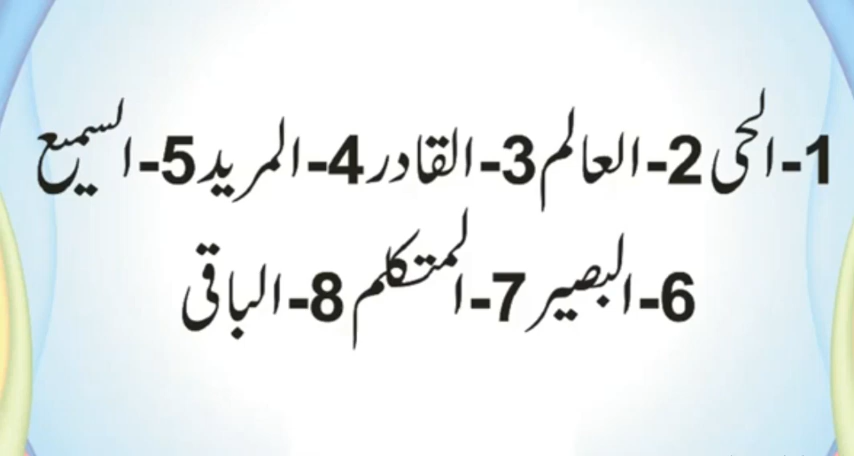 1-الحی 2-العالم 3-القادر 4-المرید 5-السمیع
6-البصیر 7-المتکلم 8-الباقی